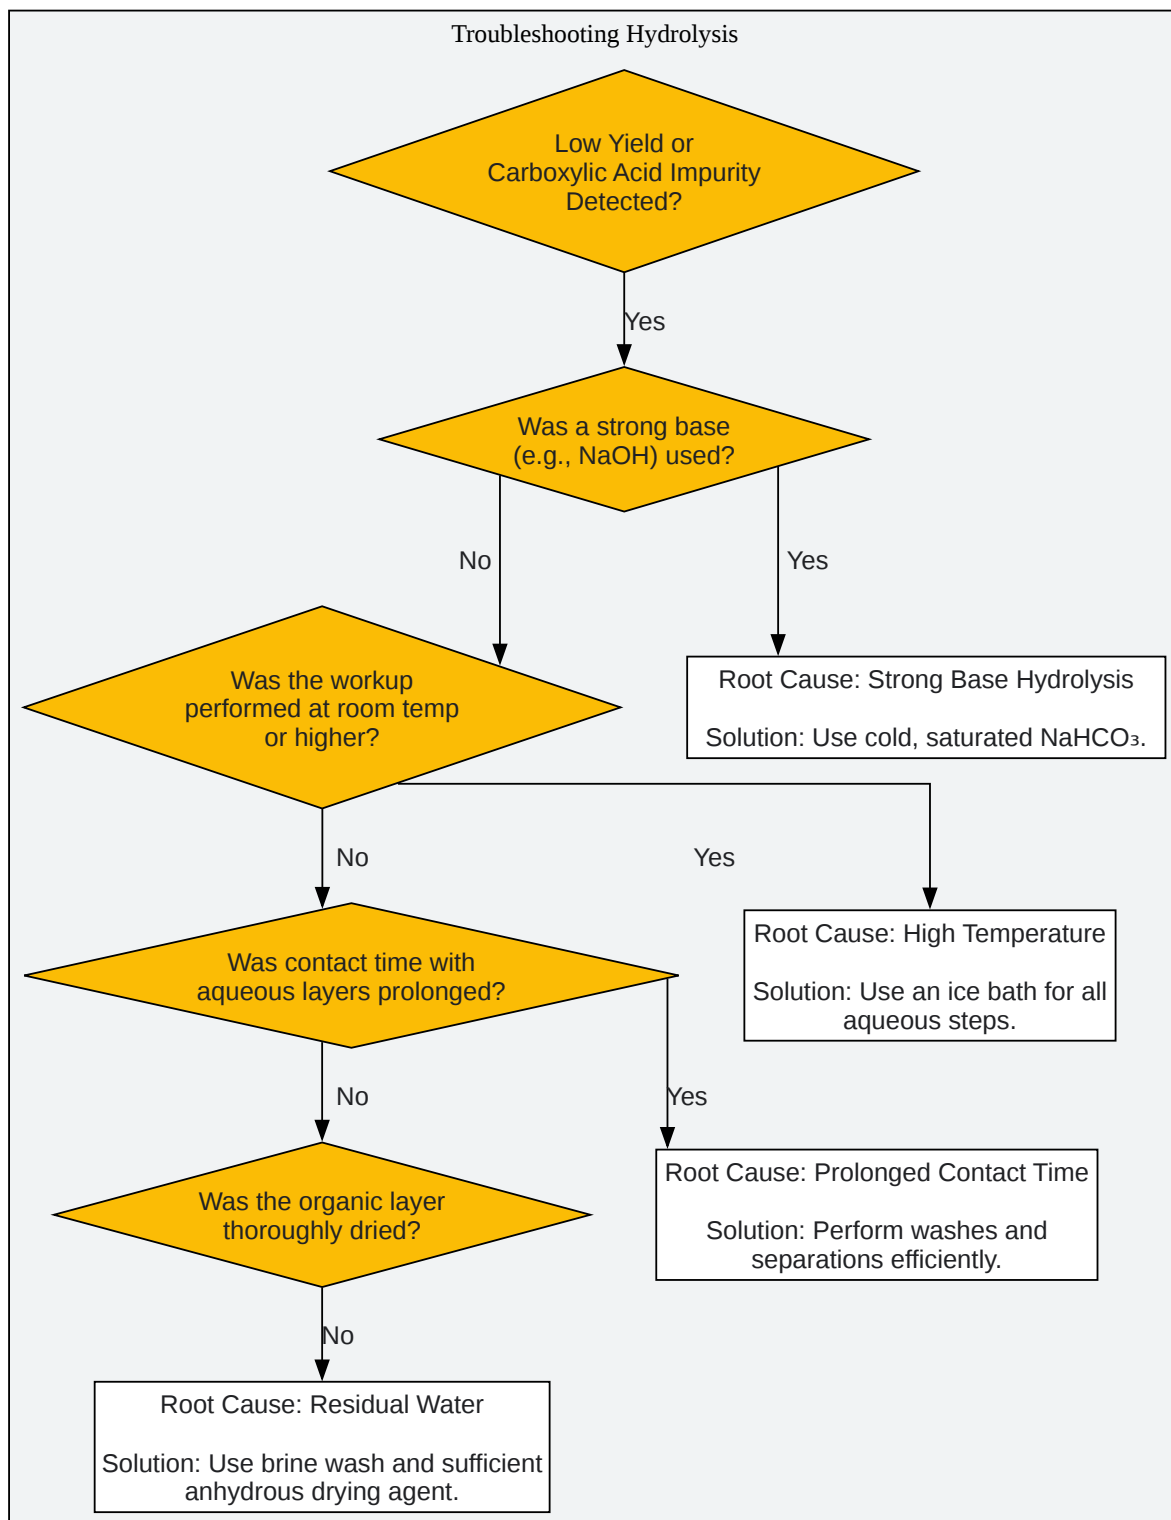 Troubleshooting Hydrolysis
Low Yield or
Carboxylic Acid Impurity
Detected?
Yes
Was a strong base
(e.g., NaOH) used?
No
Yes
Was the workup
performed at room temp
or higher?
Root Cause: Strong Base Hydrolysis
Solution: Use cold, saturated NaHCO₃.
No
Yes
Root Cause: High Temperature
Solution: Use an ice bath for all
aqueous steps.
Was contact time with
aqueous layers prolonged?
No
Yes
Root Cause: Prolonged Contact Time
Solution: Perform washes and
separations efficiently.
Was the organic layer
thoroughly dried?
No
Root Cause: Residual Water
Solution: Use brine wash and sufficient
anhydrous drying agent.